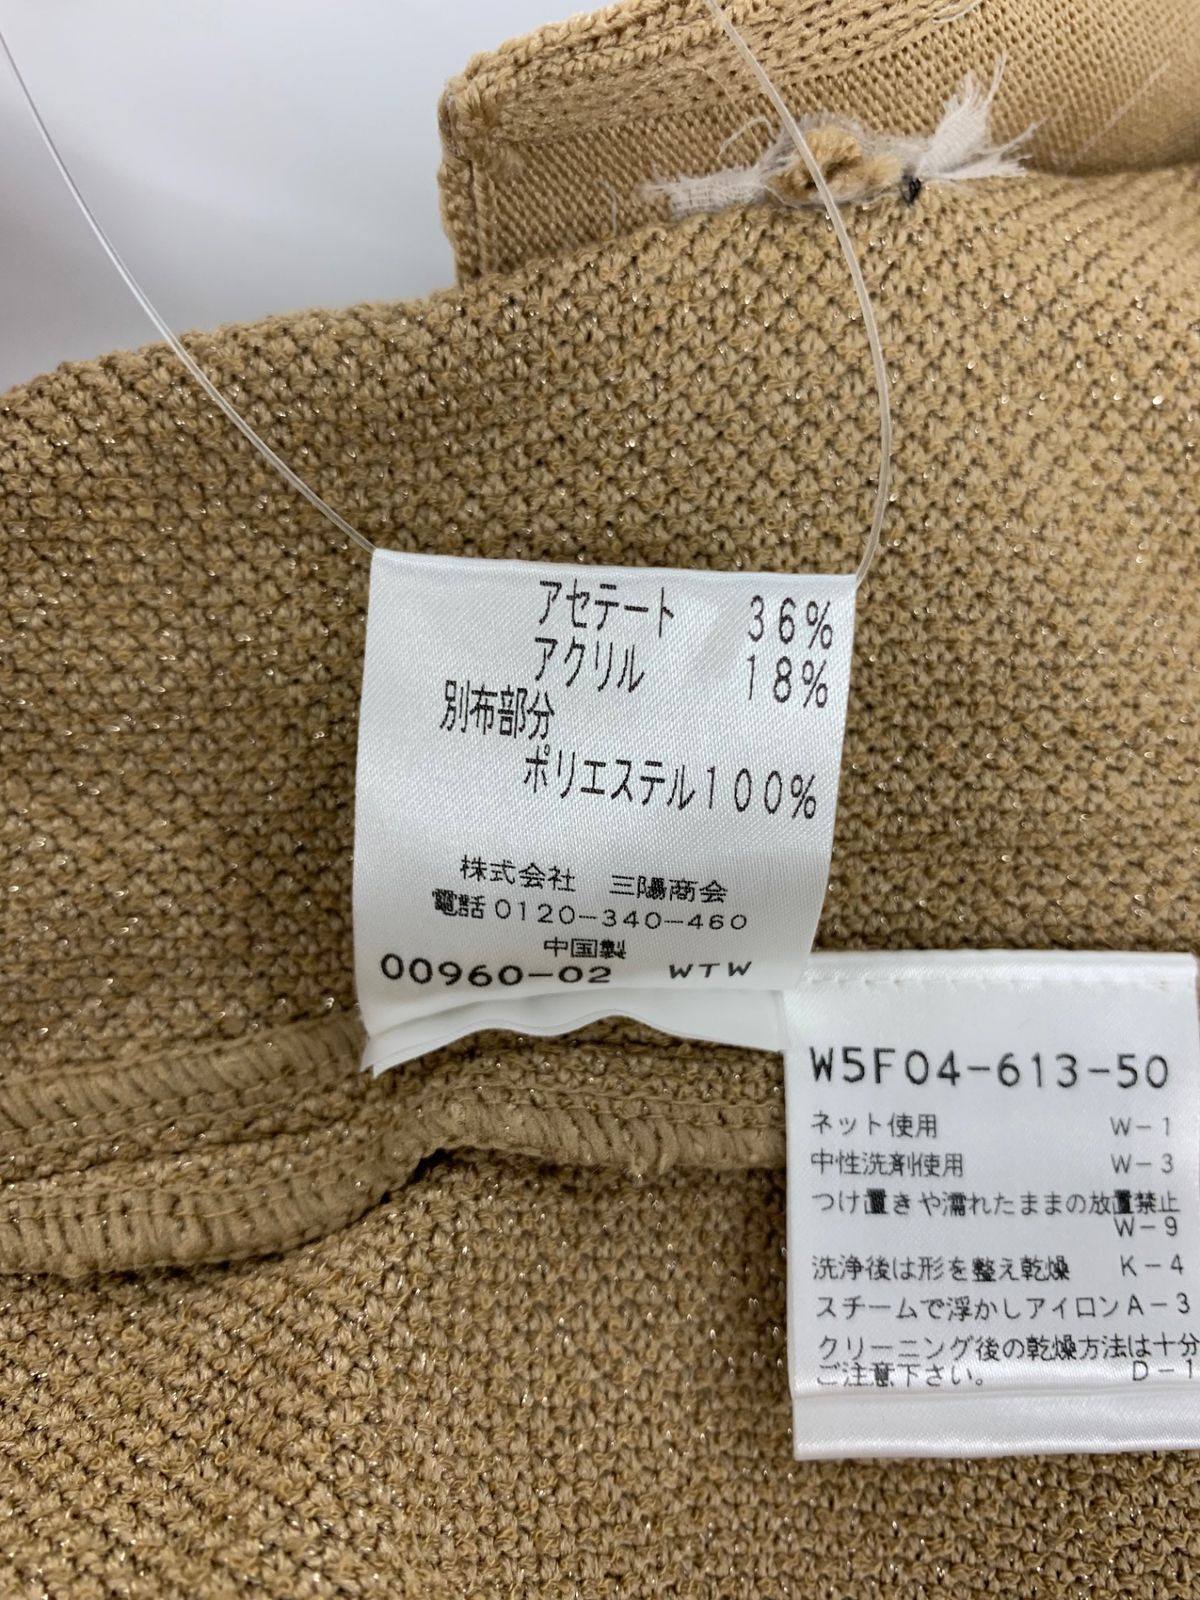 アセテート 36%
アクリル 18%
別布部分
ポリエステル100%
株式会社 三陽商会
電話0120-340-460
中国製
00960-02 WTW
W5F04-613-50
ネット使用 W-1
中性洗剤使用 W-3
つけ置きや濡れたままの放置禁止
W-9
洗浄後は形を整え乾燥 K-4
スチームで浮かしアイロンA-3
クリーニング後の乾燥方法は十分
ご注意下さい。 D-1